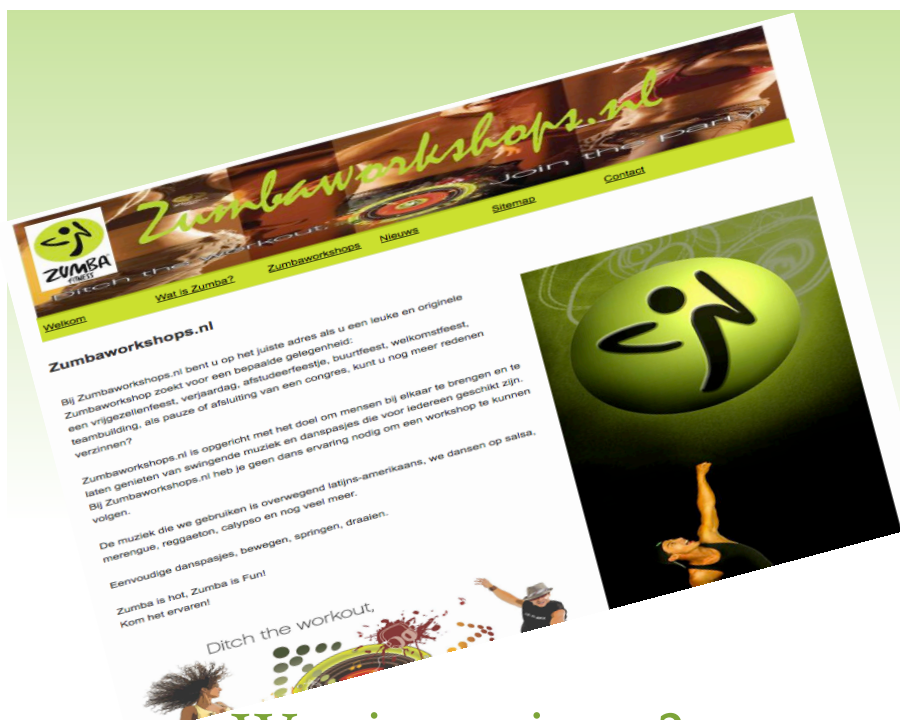 Zumbaworkshops.nl
Ditch the workout, Join the party!
ZUMBA
FITNESS
Welkom
Wat is Zumba?
Zumbaworkshops
Nieuws
Sitemap
Contact
Zumbaworkshops.nl
Bij Zumbaworkshops.nl bent u op het juiste adres als u een leuke en originele
Zumbaworkshop zoekt voor een bepaalde gelegenheid:
een vrijgezellenfeest, verjaardag, afstudeerfeestje, buurtfeest, welkomstfeest,
teambuilding, als pauze of afsluiting van een congres, kunt u nog meer redenen
verzinnen?
Zumbaworkshops.nl is opgericht met het doel om mensen bij elkaar te brengen en te
laten genieten van swingende muziek en danspasjes die voor iedereen geschikt zijn.
Bij Zumbaworkshops.nl heb je geen dans ervaring nodig om een workshop te kunnen
volgen.
De muziek die we gebruiken is overwegend latijns-amerikaans, we dansen op salsa,
merengue, reggaeton, calypso en nog veel meer.
Eenvoudige danspasjes, bewegen, springen, draaien.
Zumba is hot, Zumba is Fun!
Kom het ervaren!
Ditch the workout,